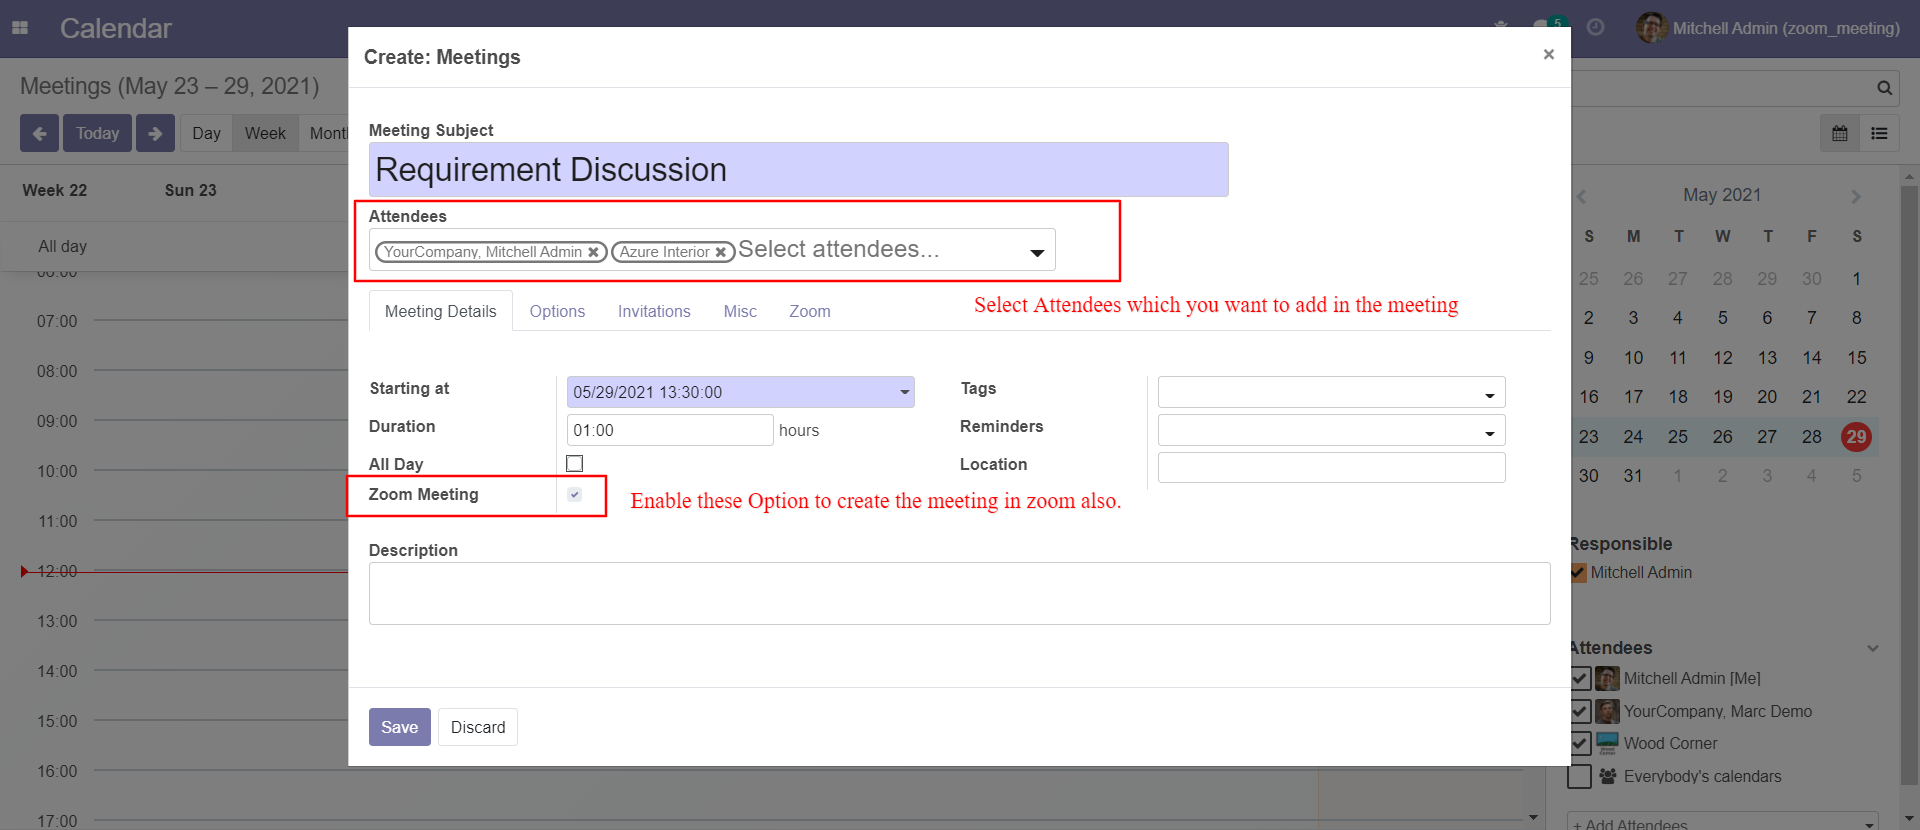 Calendar
5
Mitchell Admin (zoom_meeting)
Meetings (May 23 – 29, 2021)
Today
Day
Week
Week 22
Sun 23
All day
07:00
08:00
09:00
10:00
11:00
12:00
13:00
14:00
15:00
16:00
17:00
Create: Meetings
×
Meeting Subject
Requirement Discussion
Attendees
YourCompany, Mitchell Admin
Azure Interior
Select attendees...
Select Attendees which you want to add in the meeting
Meeting Details
Options
Invitations
Misc
Zoom
Starting at
05/29/2021 13:30:00
Duration
01:00 hours
All Day
Zoom Meeting
Enable these Option to create the meeting in zoom also.
Tags
Reminders
Location
Description
Save
Discard
May 2021
S M T W T F S
25 26 27 28 29 30 1
2 3 4 5 6 7 8
9 10 11 12 13 14 15
16 17 18 19 20 21 22
23 24 25 26 27 28 29
30 31 1 2 3 4 5
Responsible
Mitchell Admin
Attendees
Mitchell Admin [Me]
YourCompany, Marc Demo
Wood Corner
Everybody's calendars
+ Add Attendees